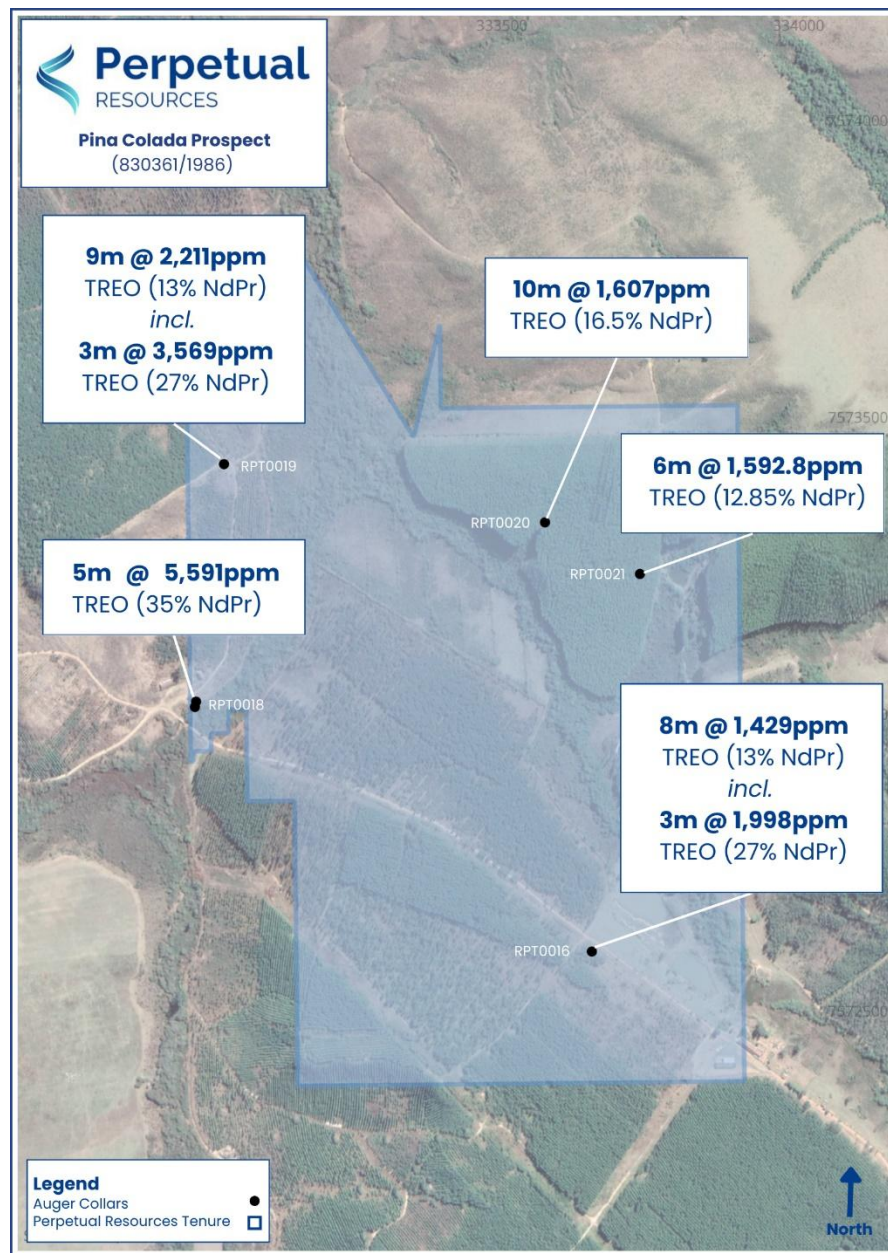 333500
334000
Perpetual
RESOURCES
Pina Colada Prospect
(830361/1986)
7574000
9m @ 2,211ppm
TREO (13% NdPr)
incl.
3m @ 3,569ppm
TREO (27% NdPr)
10m @ 1,607ppm
TREO (16.5% NdPr)
7573500
6m @ 1,592.8ppm
TREO (12.85% NdPr)
RPT0019
RPT0020
RPT0021
5m @ 5,591ppm
TREO (35% NdPr)
RPT0018
8m @ 1,429ppm
TREO (13% NdPr)
incl.
3m @ 1,998ppm
TREO (27% NdPr)
RPT0016
7572500
Legend
Auger Collars
Perpetual Resources Tenure
North